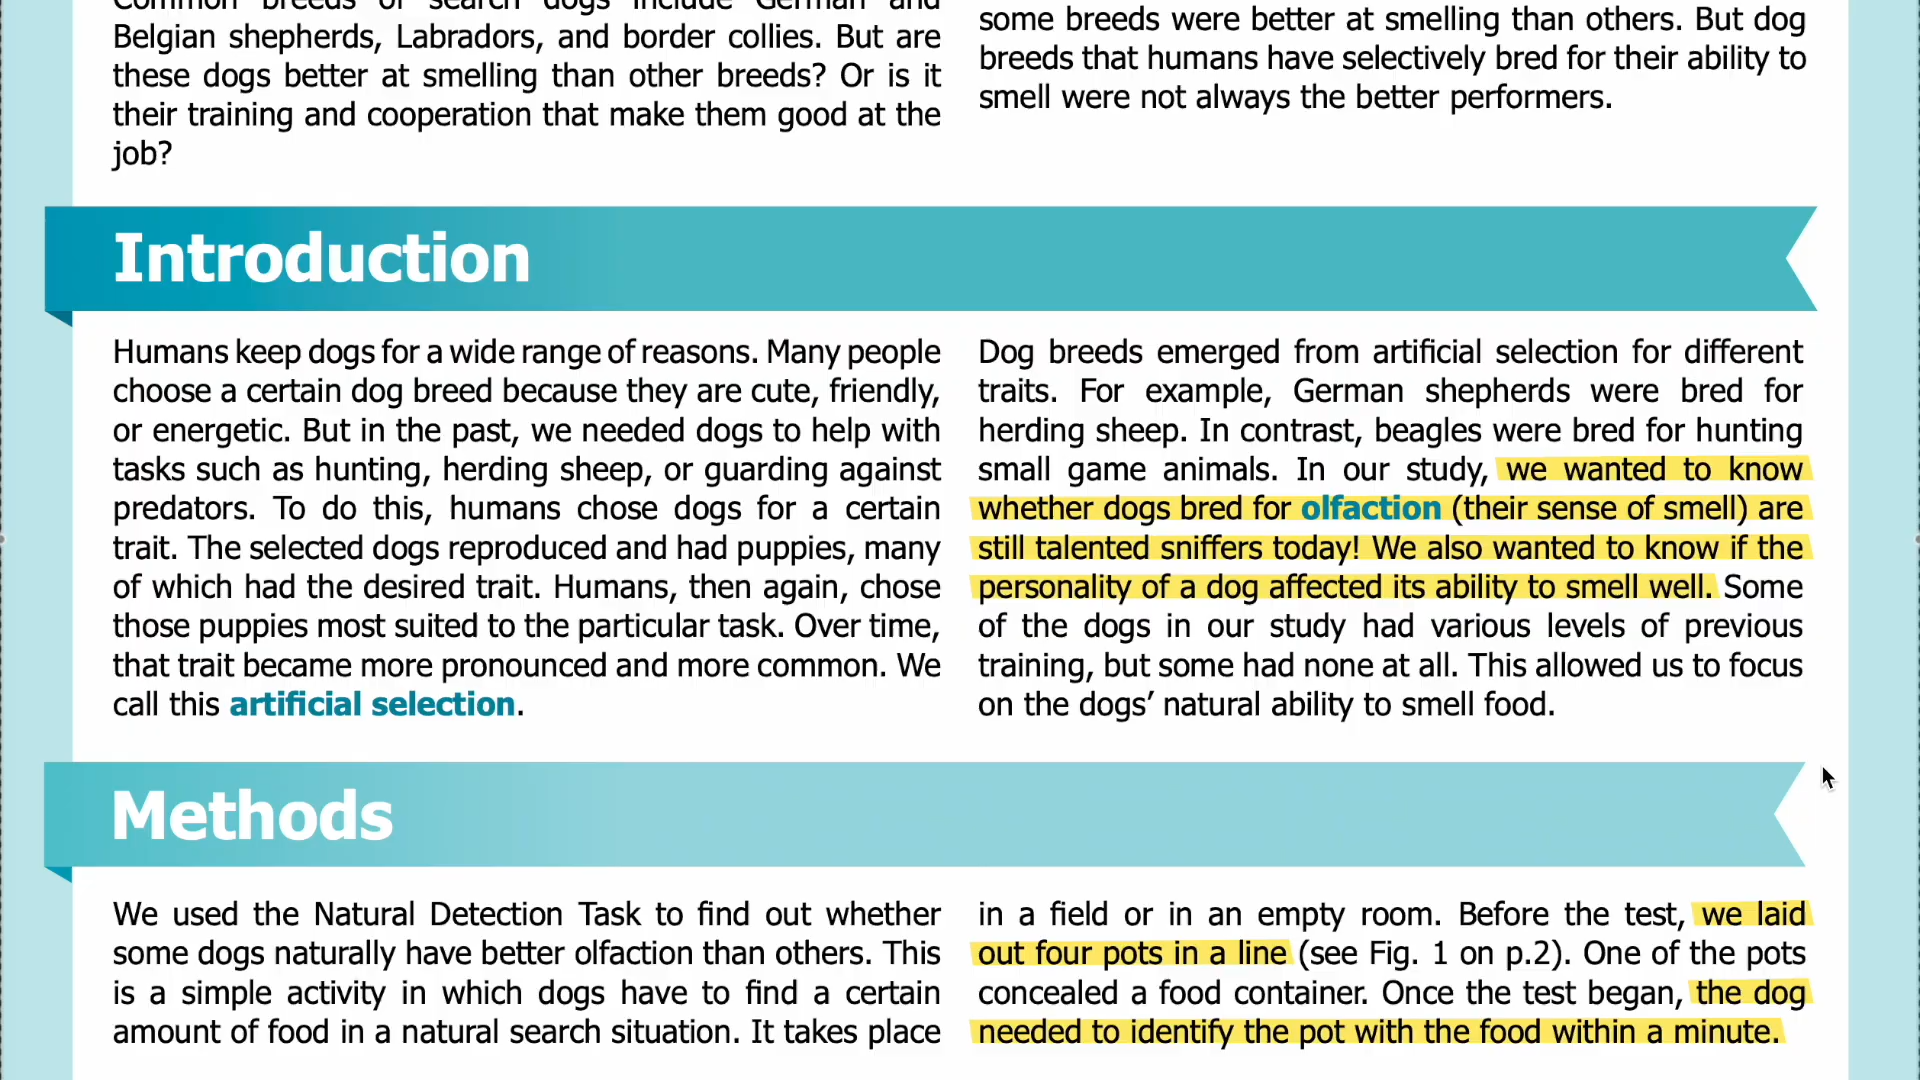 Common breeds of search dogs include German and
Belgian shepherds, Labradors, and border collies. But are
these dogs better at smelling than other breeds? Or is it
their training and cooperation that make them good at the
job?
some breeds were better at smelling than others. But dog
breeds that humans have selectively bred for their ability to
smell were not always the better performers.
Introduction
Humans keep dogs for a wide range of reasons. Many people
choose a certain dog breed because they are cute, friendly,
or energetic. But in the past, we needed dogs to help with
tasks such as hunting, herding sheep, or guarding against
predators. To do this, humans chose dogs for a certain
trait. The selected dogs reproduced and had puppies, many
of which had the desired trait. Humans, then again, chose
those puppies most suited to the particular task. Over time,
that trait became more pronounced and more common. We
call this artificial selection.
Dog breeds emerged from artificial selection for different
traits. For example, German shepherds were bred for
herding sheep. In contrast, beagles were bred for hunting
small game animals. In our study, we wanted to know
whether dogs bred for olfaction (their sense of smell) are
still talented sniffers today! We also wanted to know if the
personality of a dog affected its ability to smell well. Some
of the dogs in our study had various levels of previous
training, but some had none at all. This allowed us to focus
on the dogs’ natural ability to smell food.
Methods
We used the Natural Detection Task to find out whether
some dogs naturally have better olfaction than others. This
is a simple activity in which dogs have to find a certain
amount of food in a natural search situation. It takes place
in a field or in an empty room. Before the test, we laid
out four pots in a line (see Fig. 1 on p.2). One of the pots
concealed a food container. Once the test began, the dog
needed to identify the pot with the food within a minute.